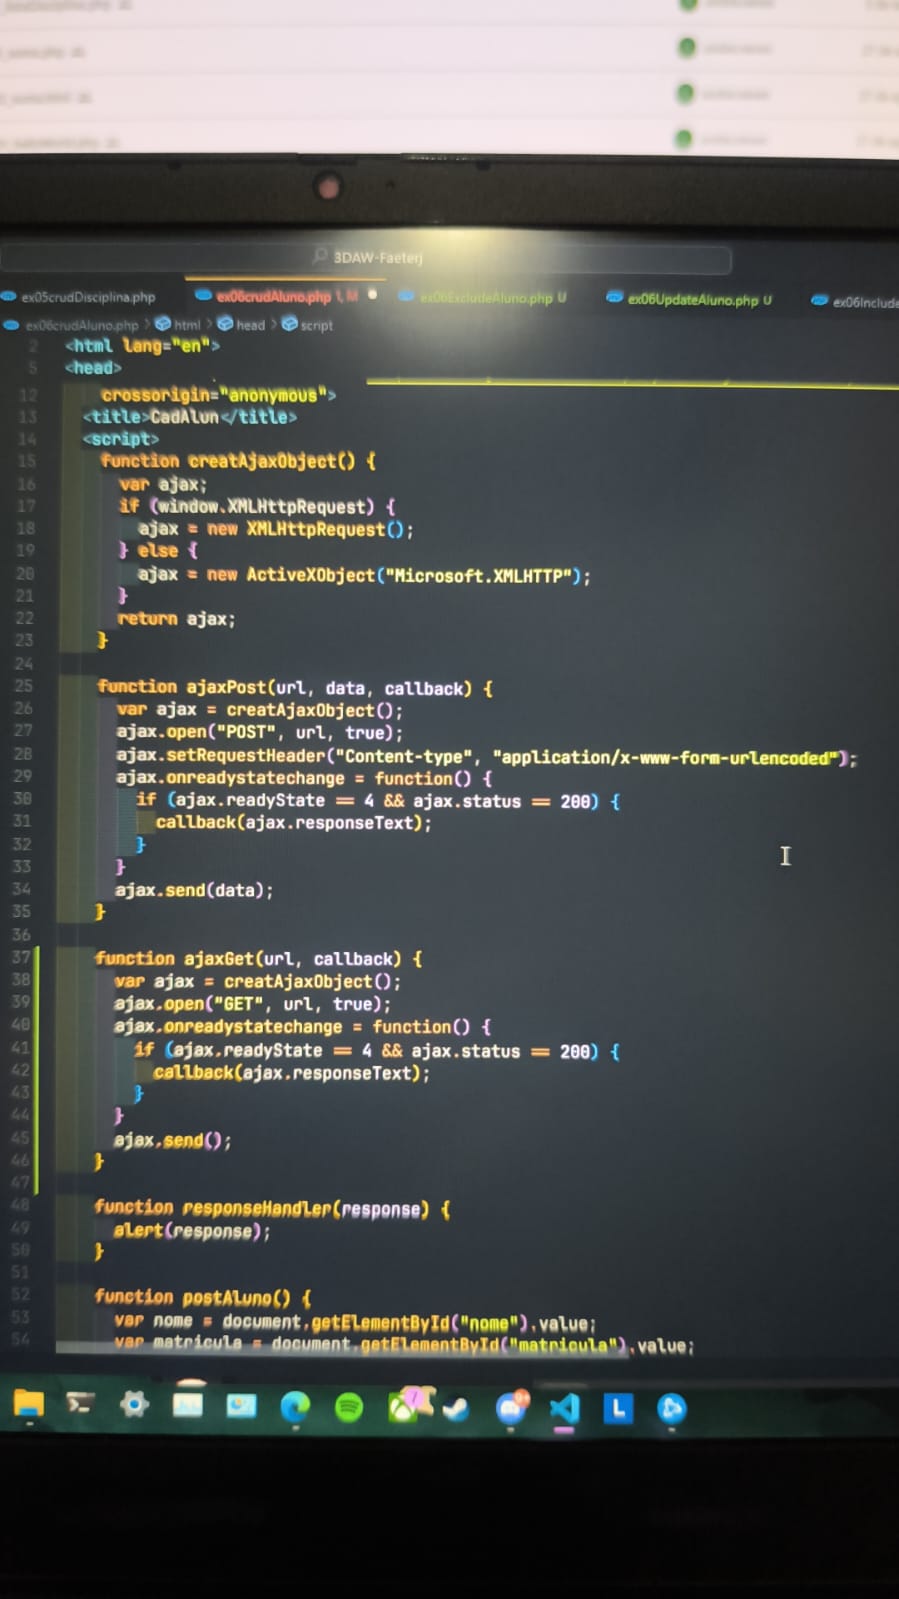 3DAW-Faeterj
ex05crudDisciplina.php ex06crudAluno.php 1, M ex06ExcludeAluno.php U ex06UpdateAluno.php U ex06Include
ex06crudAluno.php > html > head > script
2 <html lang="en">
5 <head>
12 crossorigin="anonymous">
13 <title>CadAlun</title>
14 <script>
15 function creatAjaxObject() {
16 var ajax;
17 if (window.XMLHttpRequest) {
18 ajax = new XMLHttpRequest();
19 } else {
20 ajax = new ActiveXObject("Microsoft.XMLHTTP");
21 }
22 return ajax;
23 }
24
25 function ajaxPost(url, data, callback) {
26 var ajax = creatAjaxObject();
27 ajax.open("POST", url, true);
28 ajax.setRequestHeader("Content-type", "application/x-www-form-urlencoded");
29 ajax.onreadystatechange = function() {
30 if (ajax.readyState == 4 && ajax.status == 200) {
31 callback(ajax.responseText);
32 }
33 }
34 ajax.send(data);
35 }
36
37 function ajaxGet(url, callback) {
38 var ajax = creatAjaxObject();
39 ajax.open("GET", url, true);
40 ajax.onreadystatechange = function() {
41 if (ajax.readyState == 4 && ajax.status == 200) {
42 callback(ajax.responseText);
43 }
44 }
45 ajax.send();
46 }
47
48 function responseHandler(response) {
49 alert(response);
50 }
51
52 function postAluno() {
53 var nome = document.getElementById("nome").value;
54 var matricula = document.getElementById("matricula").value;
7
9+
L